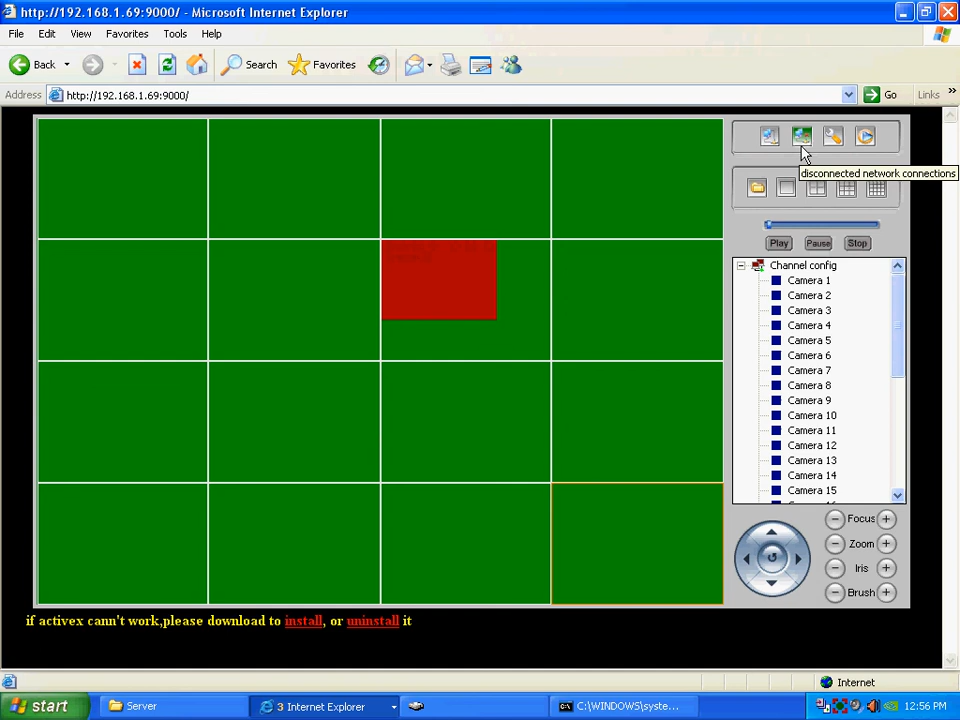 http://192.168.1.69:9000/ - Microsoft Internet Explorer
File Edit View Favorites Tools Help
Back Search Favorites
Address http://192.168.1.69:9000/ Go Links »
disconnected network connections
Play Pause Stop
Channel config
Camera 1
Camera 2
Camera 3
Camera 4
Camera 5
Camera 6
Camera 7
Camera 8
Camera 9
Camera 10
Camera 11
Camera 12
Camera 13
Camera 14
Camera 15
Focus
Zoom
Iris
Brush
if activex cann't work,please download to install, or uninstall it
Internet
start Server 3 Internet Explorer C:\WINDOWS\syste... 12:56 PM